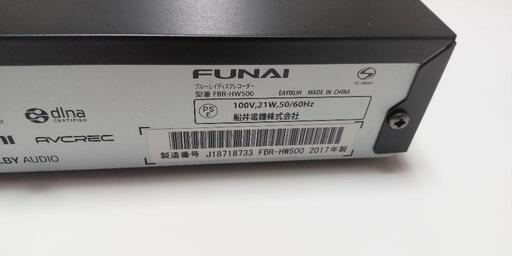 FUNAI
ブルーレイディスクレコーダー
型番 FBR-HW500
EAY00JH MADE IN CHINA
PS E
100V,21W,50/60Hz
船井電機株式会社
dlna
CERTIFIED
AVCREC
LBY AUDIO
製造番号 J18718733 FBR-HW500 2017年製